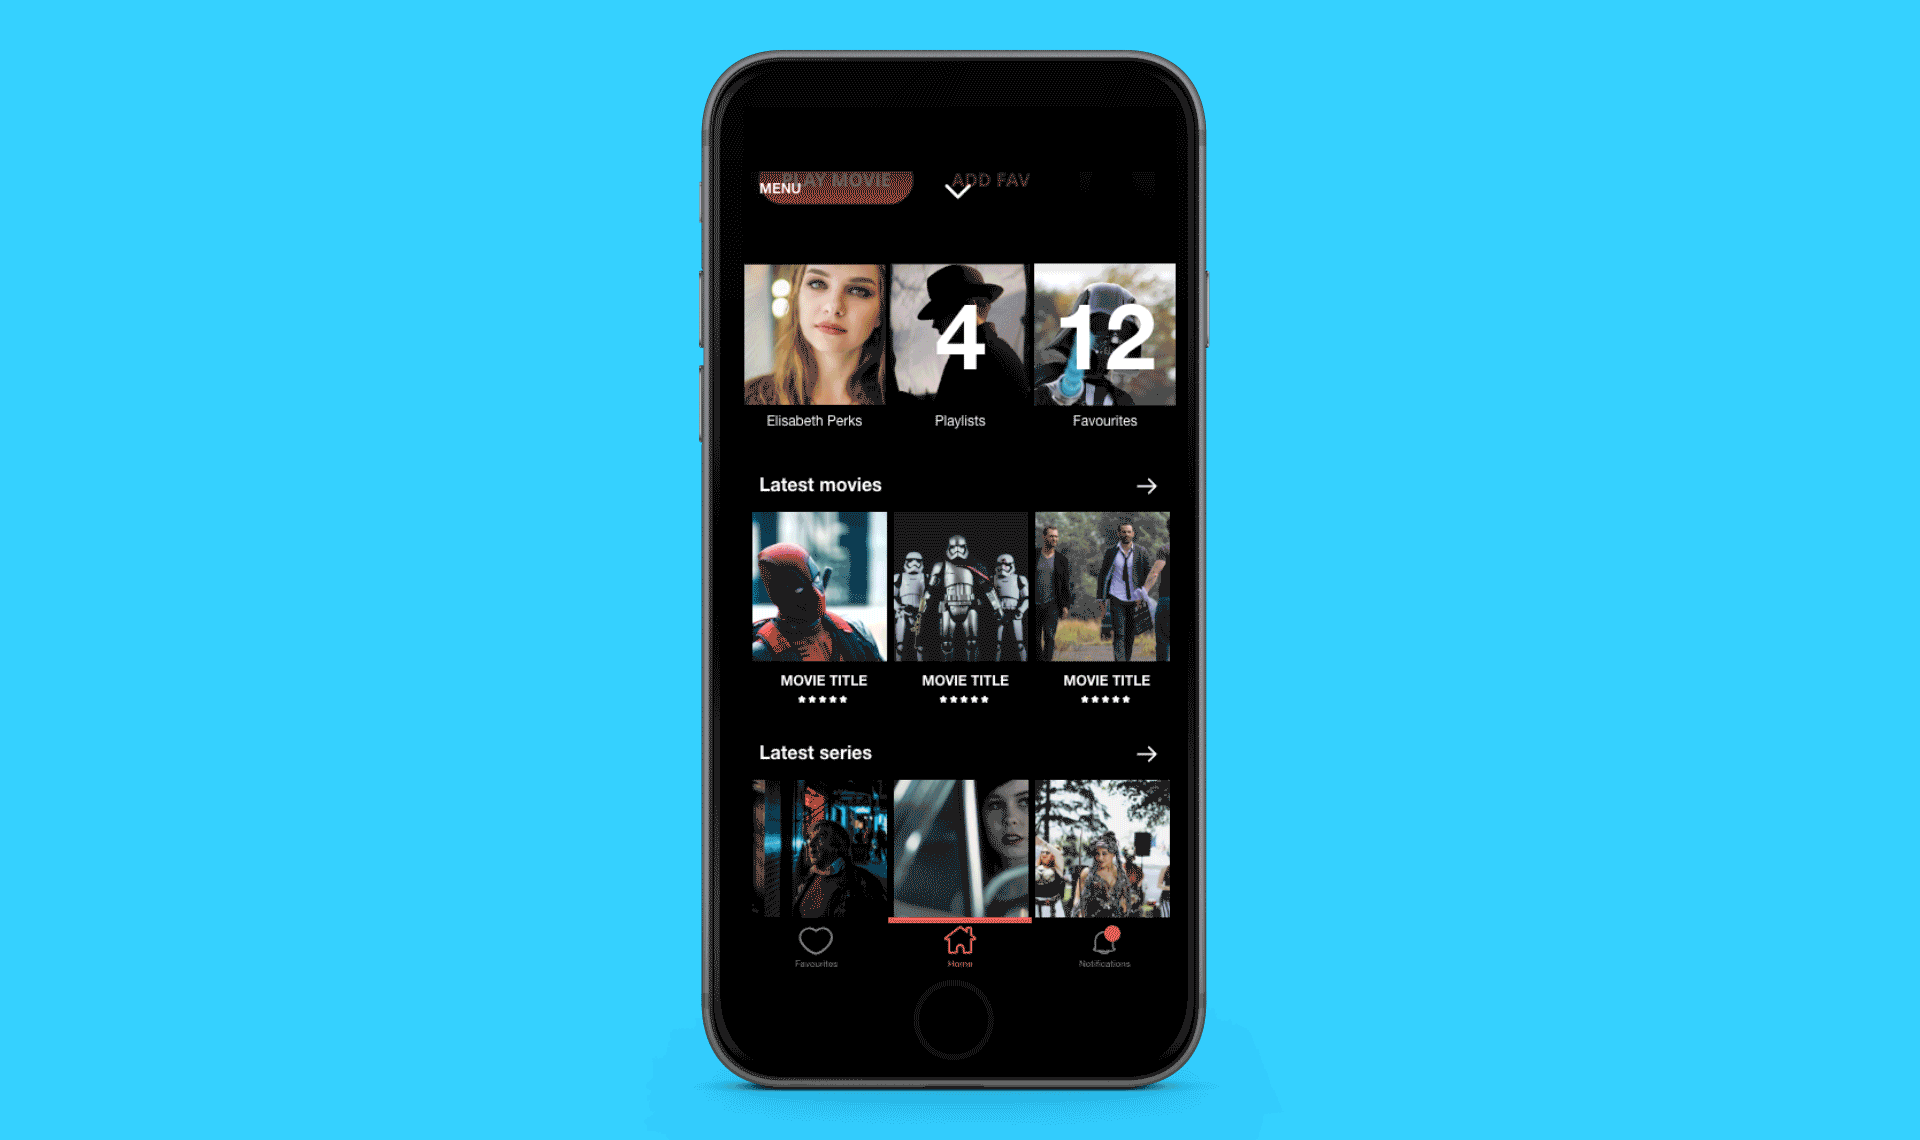 PLAY MOVIE
ADD FAV
MENU
4
12
Elisabeth Perks
Playlists
Favourites
Latest movies
MOVIE TITLE
MOVIE TITLE
MOVIE TITLE
Latest series
Favourites
Home
Notifications